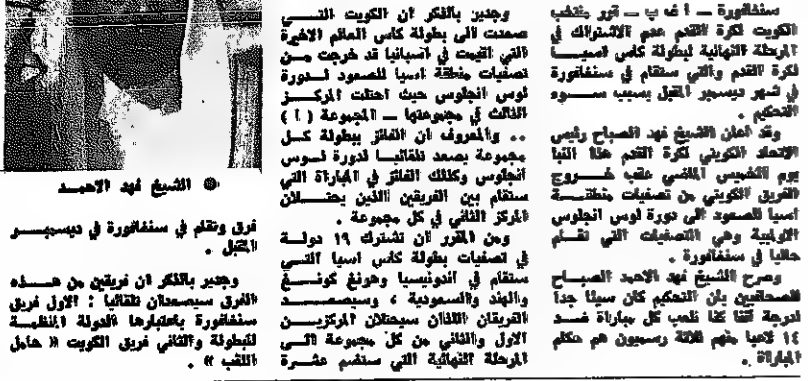 سنغافورة ــ أ ف ب ــ قرر منتخب
الكويت لكرة القدم عدم الاشتراك في
المرحلة النهائية لبطولة كأس آسيا
لكرة القدم والتي ستقام في سنغافورة
في شهر ديسمبر المقبل بسبب سوء
التحكيم .
وقد أعلن الشيخ فهد الصباح رئيس
الاتحاد الكويتي لكرة القدم هذا النبأ
يوم الخميس الماضي عقب خروج
الفريق الكويتي من تصفيات منطقة
آسيا للصعود الى دورة لوس انجلوس
الاولمبية وهي التصفيات التي تقام
حاليا في سنغافورة .
وصرح الشيخ فهد الاحمد الصباح
للصحافيين بأن التحكيم كان سيئا جدا
لدرجة أننا كنا نلعب كل مباراة ضد
١٤ لاعبا منهم ثلاثة رسميون هم حكام
المباراة .
وجدير بالذكر ان الكويت التي
صعدت الى بطولة كأس العالم الاخيرة
التي اقيمت في اسبانيا قد خرجت من
تصفيات منطقة آسيا للصعود لدورة
لوس انجلوس حيث احتلت المركز
الثالث في مجموعتها ــ المجموعة ( أ )
.. والمعروف ان الفائز ببطولة كل
مجموعة يصعد تلقائيا لدورة لوس
انجلوس وكذلك الفائز في المباراة التي
ستقام بين الفريقين اللذين يحتلان
المركز الثاني في كل مجموعة .
ومن المقرر ان تشترك ١٩ دولة
في تصفيات بطولة كأس آسيا التي
ستقام في اندونيسيا وهونغ كونغ
والهند والسعودية ، وسيصعد
الفريقان اللذان سيحتلان المركزين
الاول والثاني من كل مجموعة الى
المرحلة النهائية التي ستضم عشرة
● الشيخ فهد الاحمد
فرق وتقام في سنغافورة في ديسمبر
المقبل .
وجدير بالذكر ان فريقين من هذه
الفرق سيصعدان تلقائيا : الاول فريق
سنغافورة باعتبارها الدولة المنظمة
للبطولة والثاني فريق الكويت « حامل
اللقب » .